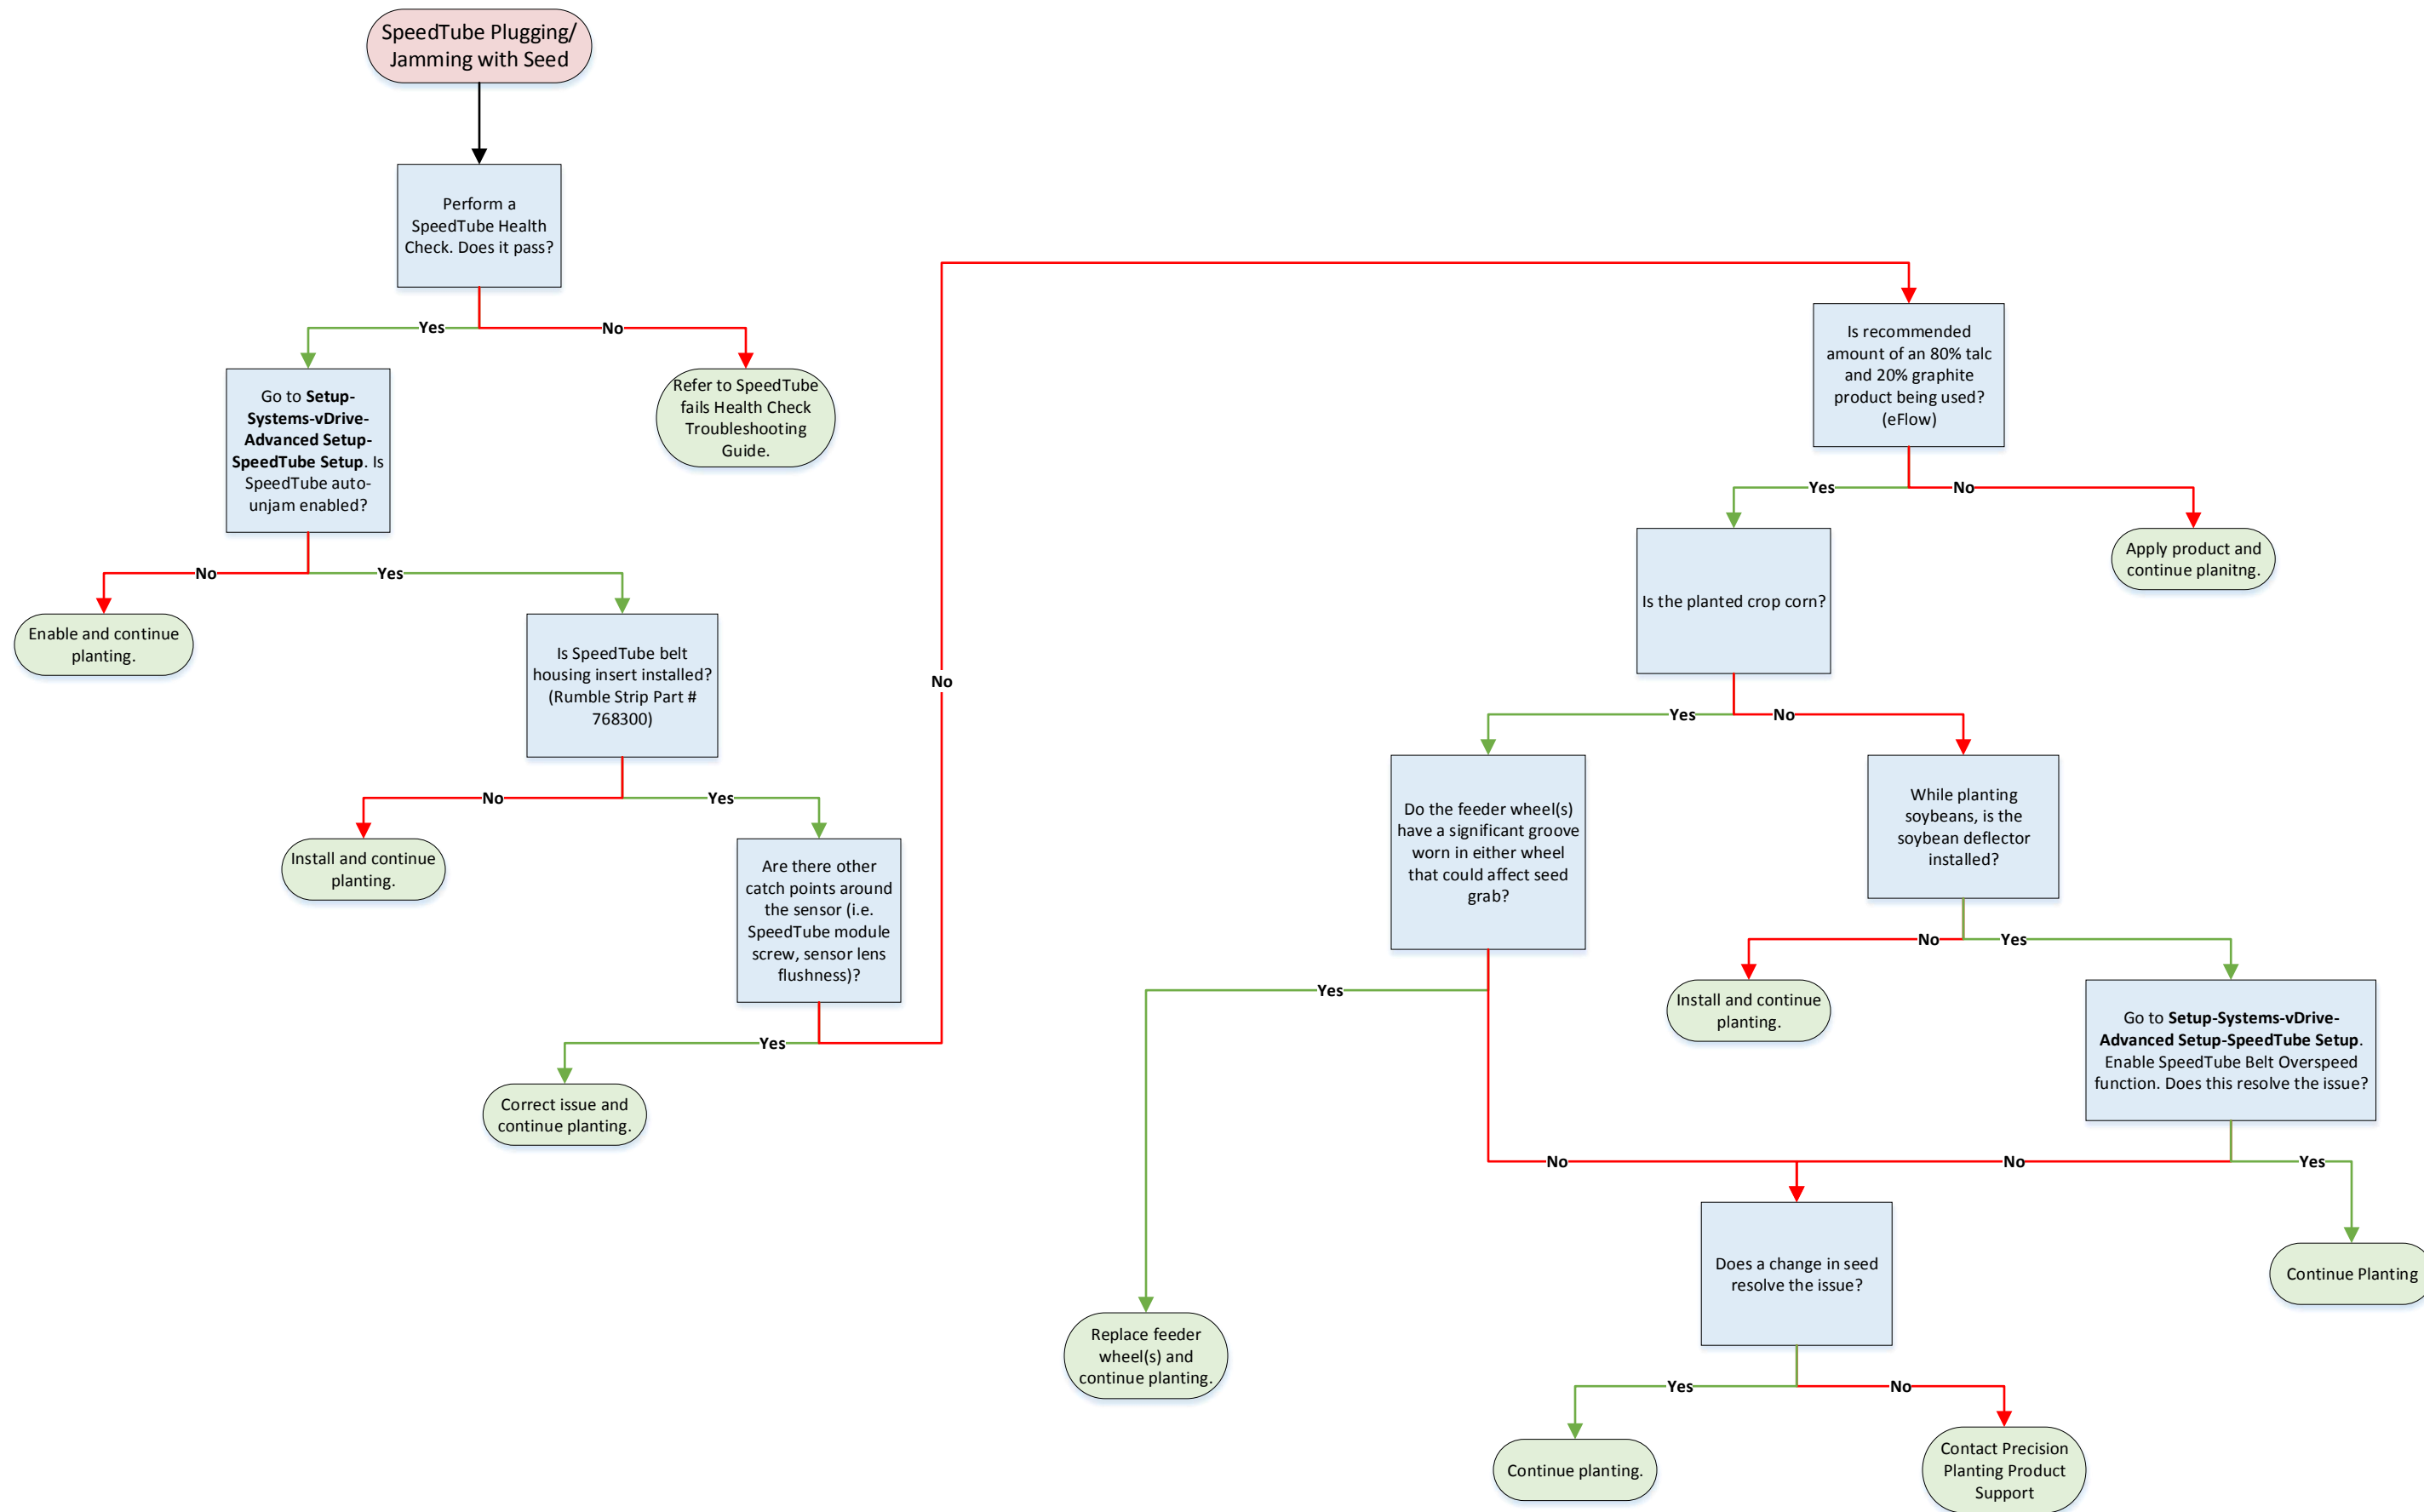 SpeedTube Plugging/
Jamming with Seed
Perform a
SpeedTube Health
Check. Does it pass?
Yes
No
Go to Setup-
Systems-vDrive-
Advanced Setup-
SpeedTube Setup. Is
SpeedTube auto-
unjam enabled?
Refer to SpeedTube
fails Health Check
Troubleshooting
Guide.
No
Yes
Enable and continue
planting.
Is SpeedTube belt
housing insert installed?
(Rumble Strip Part #
768300)
No
Yes
Install and continue
planting.
Are there other
catch points around
the sensor (i.e.
SpeedTube module
screw, sensor lens
flushness)?
Yes
Correct issue and
continue planting.
No
Is recommended
amount of an 80% talc
and 20% graphite
product being used?
(eFlow)
Yes
No
Apply product and
continue planitng.
Is the planted crop corn?
Yes
No
Do the feeder wheel(s)
have a significant groove
worn in either wheel
that could affect seed
grab?
While planting
soybeans, is the
soybean deflector
installed?
No
Yes
Install and continue
planting.
Go to Setup-Systems-vDrive-
Advanced Setup-SpeedTube Setup.
Enable SpeedTube Belt Overspeed
function. Does this resolve the issue?
Yes
No
No
Yes
Replace feeder
wheel(s) and
continue planting.
Does a change in seed
resolve the issue?
Continue Planting
Yes
No
Continue planting.
Contact Precision
Planting Product
Support